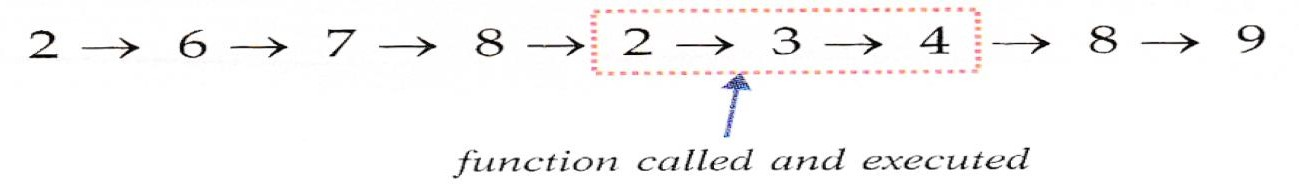 2 → 6 → 7 → 8 → 2 → 3 → 4 → 8 → 9
function called and executed